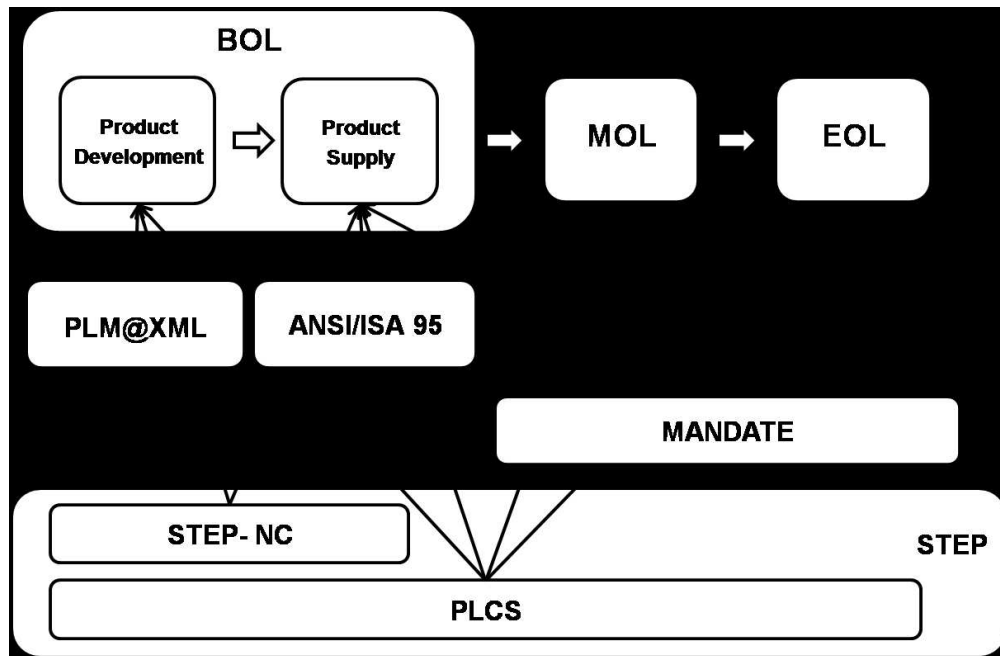 BOL
Product
Development
Product
Supply
MOL
EOL
PLM@XML
ANSI/ISA 95
MANDATE
STEP- NC
STEP
PLCS